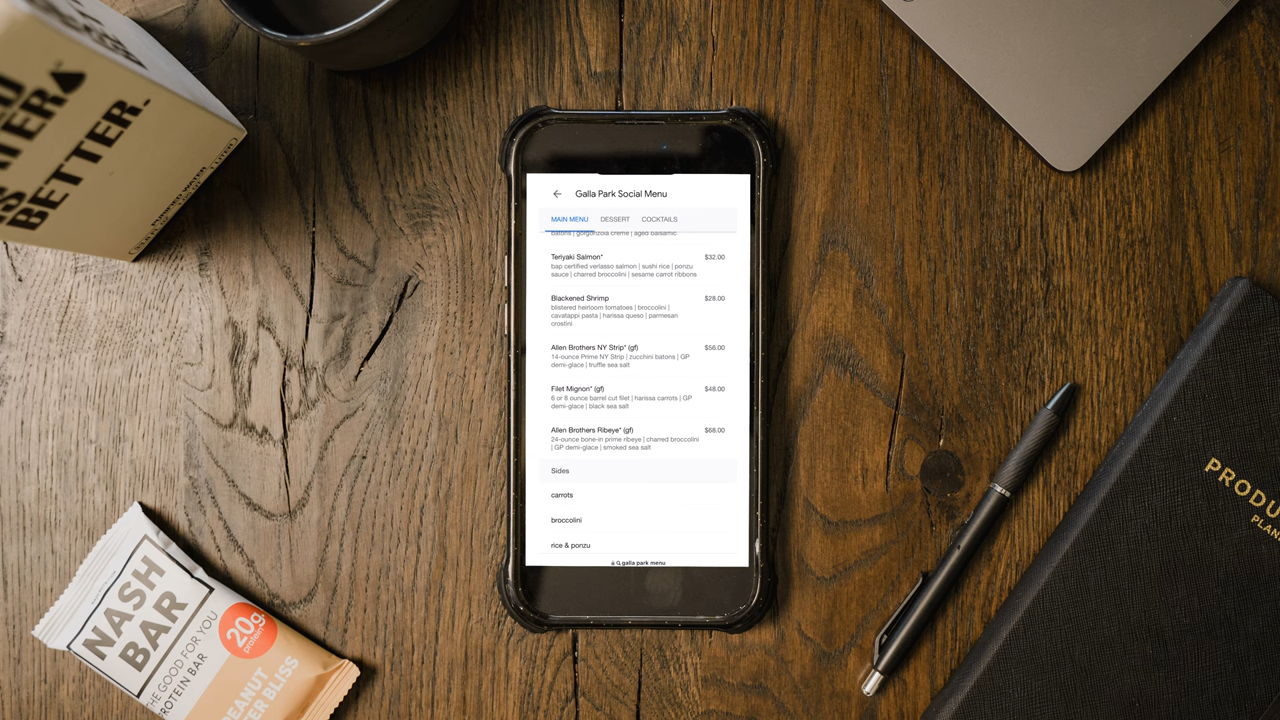 BETTER.
Galla Park Social Menu
MAIN MENU DESSERT COCKTAILS
batons | gorgonzola creme | aged balsamic
Teriyaki Salmon* $32.00
bap certified verlasso salmon | sushi rice | ponzu
sauce | charred broccolini | sesame carrot ribbons
Blackened Shrimp $28.00
blistered heirloom tomatoes | broccolini |
cavatappi pasta | harissa queso | parmesan
crostini
Allen Brothers NY Strip* (gf) $56.00
14-ounce Prime NY Strip | zucchini batons | GP
demi-glace | truffle sea salt
Filet Mignon* (gf) $48.00
6 or 8 ounce barrel cut filet | harissa carrots | GP
demi-glace | black sea salt
Allen Brothers Ribeye* (gf) $68.00
24-ounce bone-in prime ribeye | charred broccolini
| GP demi-glace | smoked sea salt
Sides
carrots
broccolini
rice & ponzu
galla park menu
NASH
BAR
THE GOOD FOR YOU
PROTEIN BAR
20g
protein
EANUT
ER BLISS
PRODU
PLAN